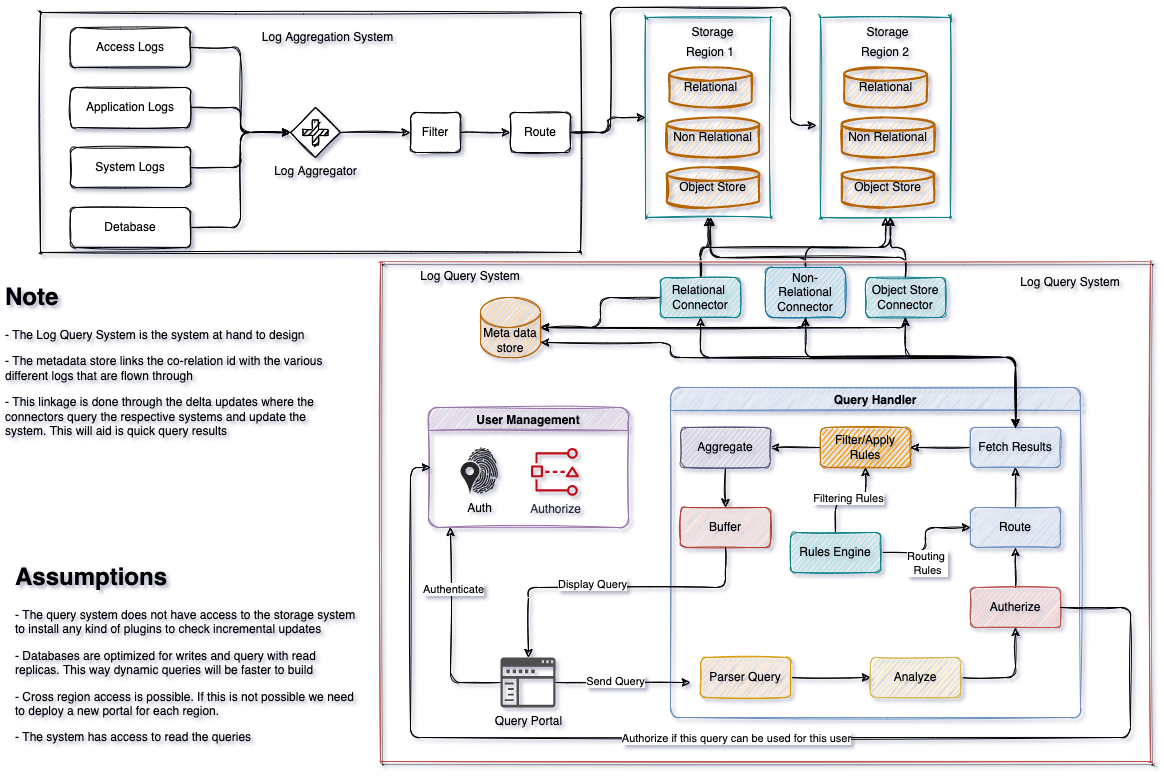 Log Aggregation System
Access Logs
Application Logs
System Logs
Detabase
Log Aggregator
Filter
Route
Storage
Region 1
Relational
Non Relational
Object Store
Storage
Region 2
Relational
Non Relational
Object Store
Note
- The Log Query System is the system at hand to design
- The metadata store links the co-relation id with the various
different logs that are flown through
- This linkage is done through the delta updates where the
connectors query the respective systems and update the
system. This will aid is quick query results
Assumptions
- The query system does not have access to the storage system
to install any kind of plugins to check incremental updates
- Databases are optimized for writes and query with read
replicas. This way dynamic queries will be faster to build
- Cross region access is possible. If this is not possible we need
to deploy a new portal for each region.
- The system has access to read the queries
Log Query System
Log Query System
Relational
Connector
Non-
Relational
Connector
Object Store
Connector
Meta data
store
User Management
Auth
Authorize
Query Handler
Aggregate
Filter/Apply
Rules
Fetch Results
Filtering Rules
Buffer
Rules Engine
Routing
Rules
Route
Display Query
Authenticate
Autherize
Send Query
Parser Query
Analyze
Query Portal
Authorize if this query can be used for this user